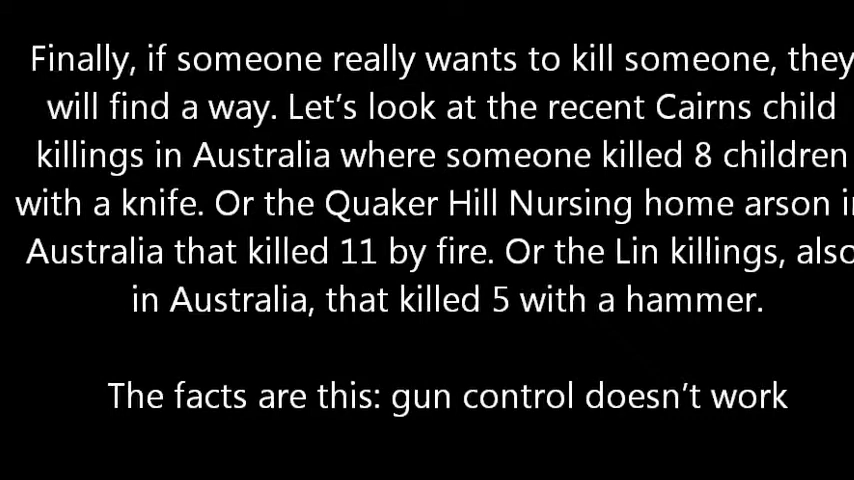 Finally, if someone really wants to kill someone, they
will find a way. Let's look at the recent Cairns child
killings in Australia where someone killed 8 children
with a knife. Or the Quaker Hill Nursing home arson in
Australia that killed 11 by fire. Or the Lin killings, also
in Australia, that killed 5 with a hammer.
The facts are this: gun control doesn't work